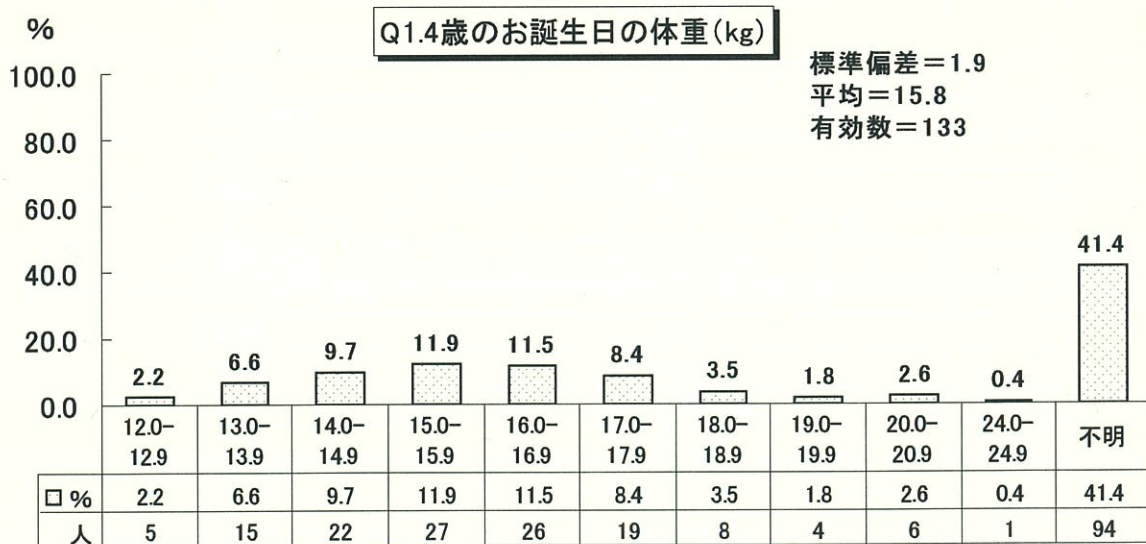 %
Q1.4歳のお誕生日の体重(kg)
標準偏差=1.9
平均=15.8
有効数=133
100.0
80.0
60.0
40.0
20.0
0.0
2.2 6.6 9.7 11.9 11.5 8.4 3.5 1.8 2.6 0.4 41.4
12.0- 13.0- 14.0- 15.0- 16.0- 17.0- 18.0- 19.0- 20.0- 24.0- 不明
12.9 13.9 14.9 15.9 16.9 17.9 18.9 19.9 20.9 24.9
% 2.2 6.6 9.7 11.9 11.5 8.4 3.5 1.8 2.6 0.4 41.4
人 5 15 22 27 26 19 8 4 6 1 94